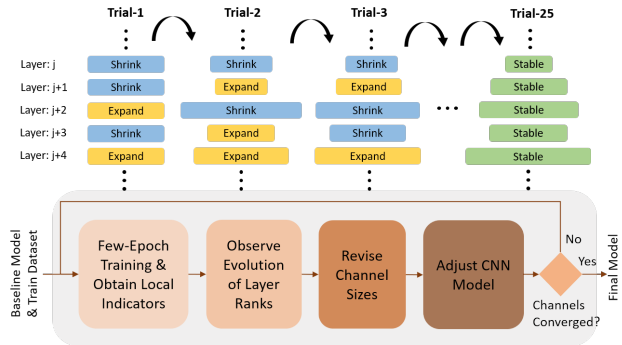 Trial-1 Trial-2 Trial-3 Trial-25
Layer: j Shrink Shrink Shrink Stable
Layer: j+1 Shrink Expand Expand Stable
Layer: j+2 Expand Shrink Shrink Stable
Layer: j+3 Shrink Expand Shrink Stable
Layer: j+4 Expand Expand Expand Stable
Baseline Model
& Train Dataset
Few-Epoch
Training &
Obtain Local
Indicators
Observe
Evolution
of Layer
Ranks
Revise
Channel
Sizes
Adjust CNN
Model
No
Yes
Channels
Converged?
Final Model